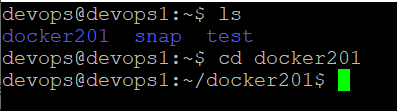 devops@devops1:~$ ls
docker201  snap  test
devops@devops1:~$ cd docker201
devops@devops1:~/docker201$